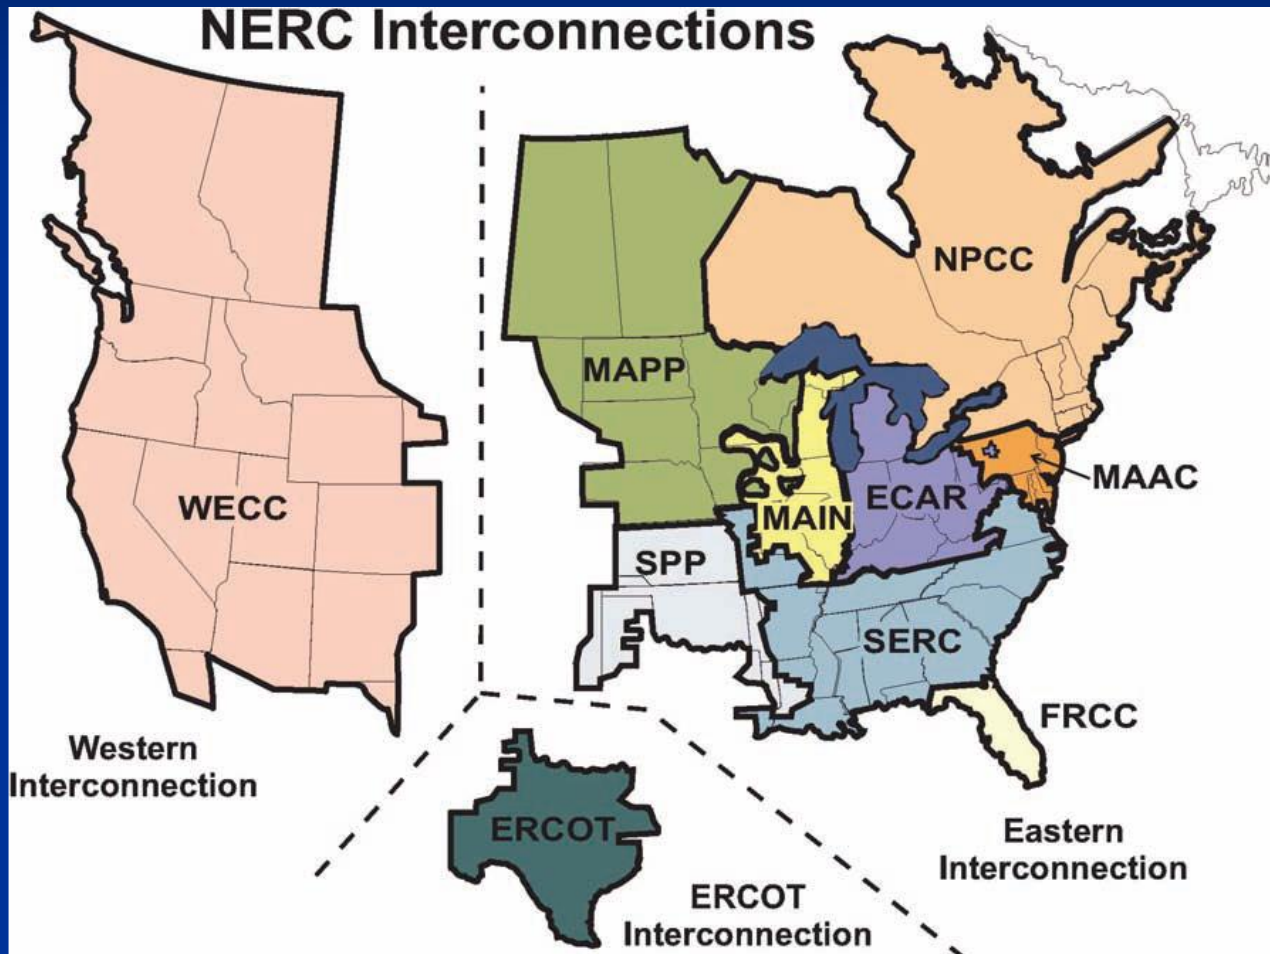 NERC Interconnections
NPCC
MAPP
MAAC
ECAR
WECC
MAIN
SPP
SERC
FRCC
Western
Interconnection
ERCOT
Eastern
Interconnection
ERCOT
Interconnection